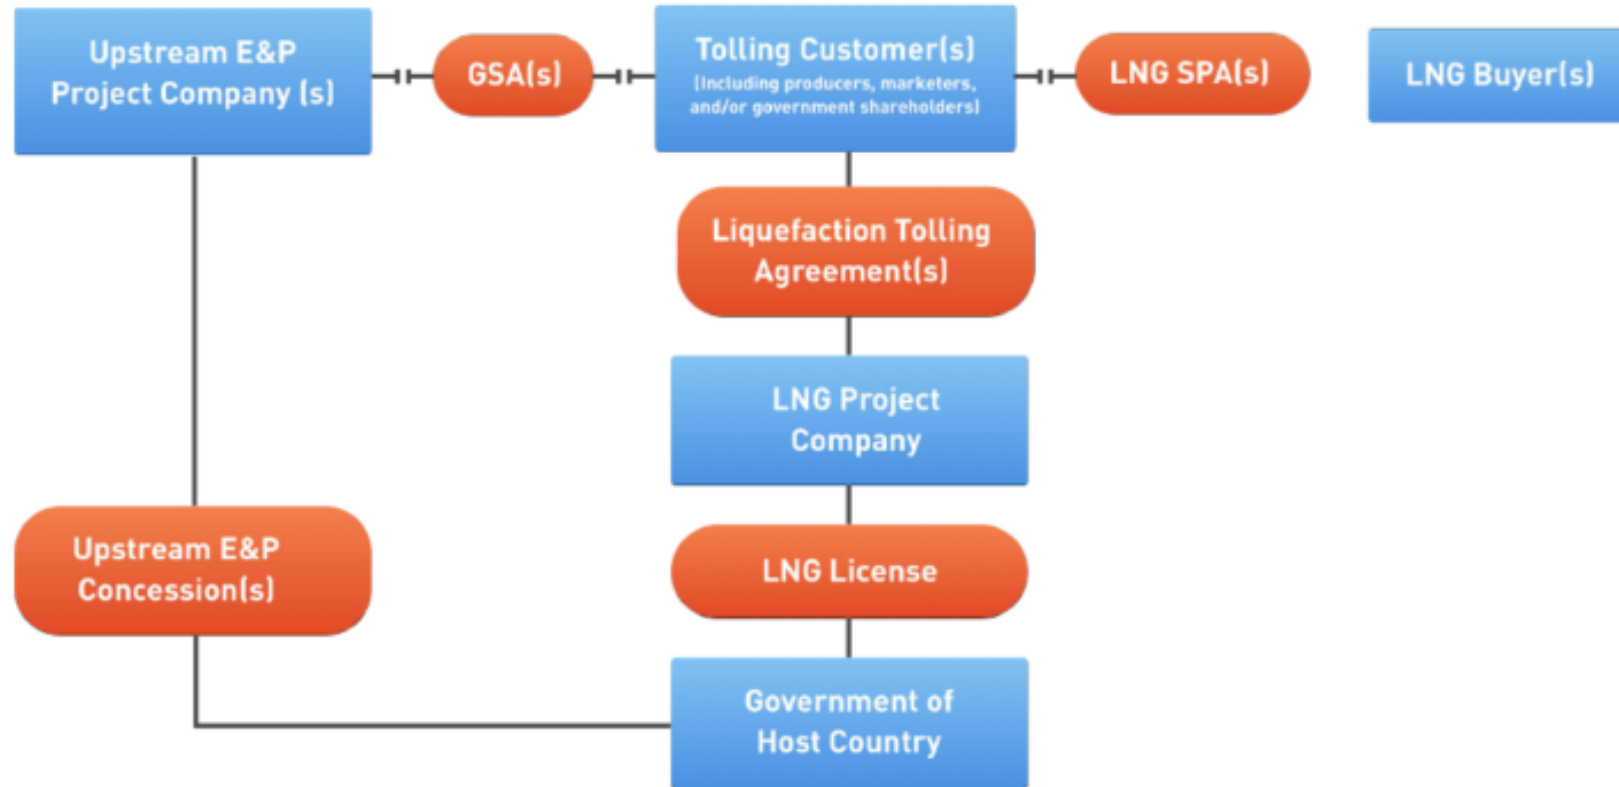 Upstream E&P
Project Company (s)
GSA(s)
Tolling Customer(s)
(Including producers, marketers,
and/or government shareholders)
LNG SPA(s)
LNG Buyer(s)
Liquefaction Tolling
Agreement(s)
LNG Project
Company
Upstream E&P
Concession(s)
LNG License
Government of
Host Country